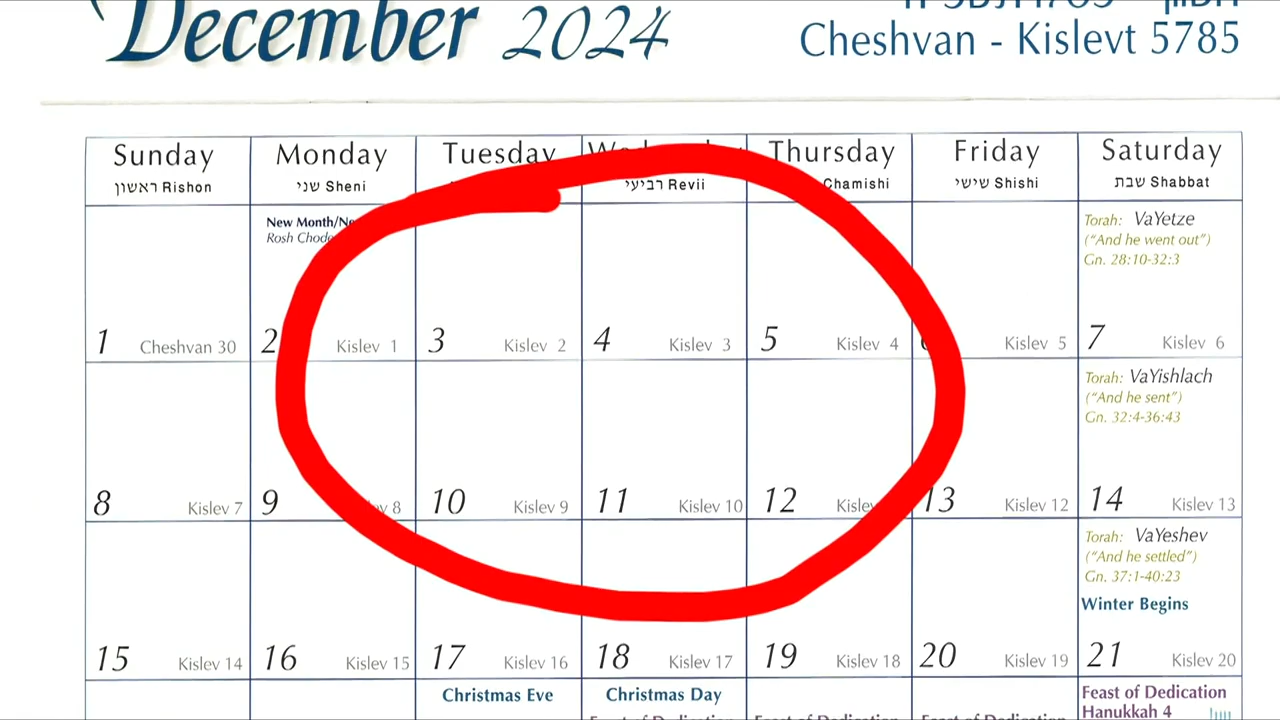 December 2024
Cheshvan - Kislevt 5785
Sunday Monday Tuesday Thursday Friday Saturday
ראשון Rishon שני Sheni רביעי Revii Chamishi שישי Shishi שבת Shabbat
New Month/
Rosh
Torah: VaYetze
("And he went out")
Gn. 28:10-32:3
1 Cheshvan 30 2 Kislev 1 3 Kislev 2 4 Kislev 3 5 Kislev 4 Kislev 5 7 Kislev 6
Torah: VaYishlach
("And he sent")
Gn. 32:4-36:43
8 Kislev 7 9 8 10 Kislev 9 11 Kislev 10 12 Kislev 13 Kislev 12 14 Kislev 13
Torah: VaYeshev
("And he settled")
Gn. 37:1-40:23
Winter Begins
15 Kislev 14 16 Kislev 15 17 Kislev 16 18 Kislev 17 19 Kislev 18 20 Kislev 19 21 Kislev 20
Christmas Eve Christmas Day Feast of Dedication
Hanukkah 4